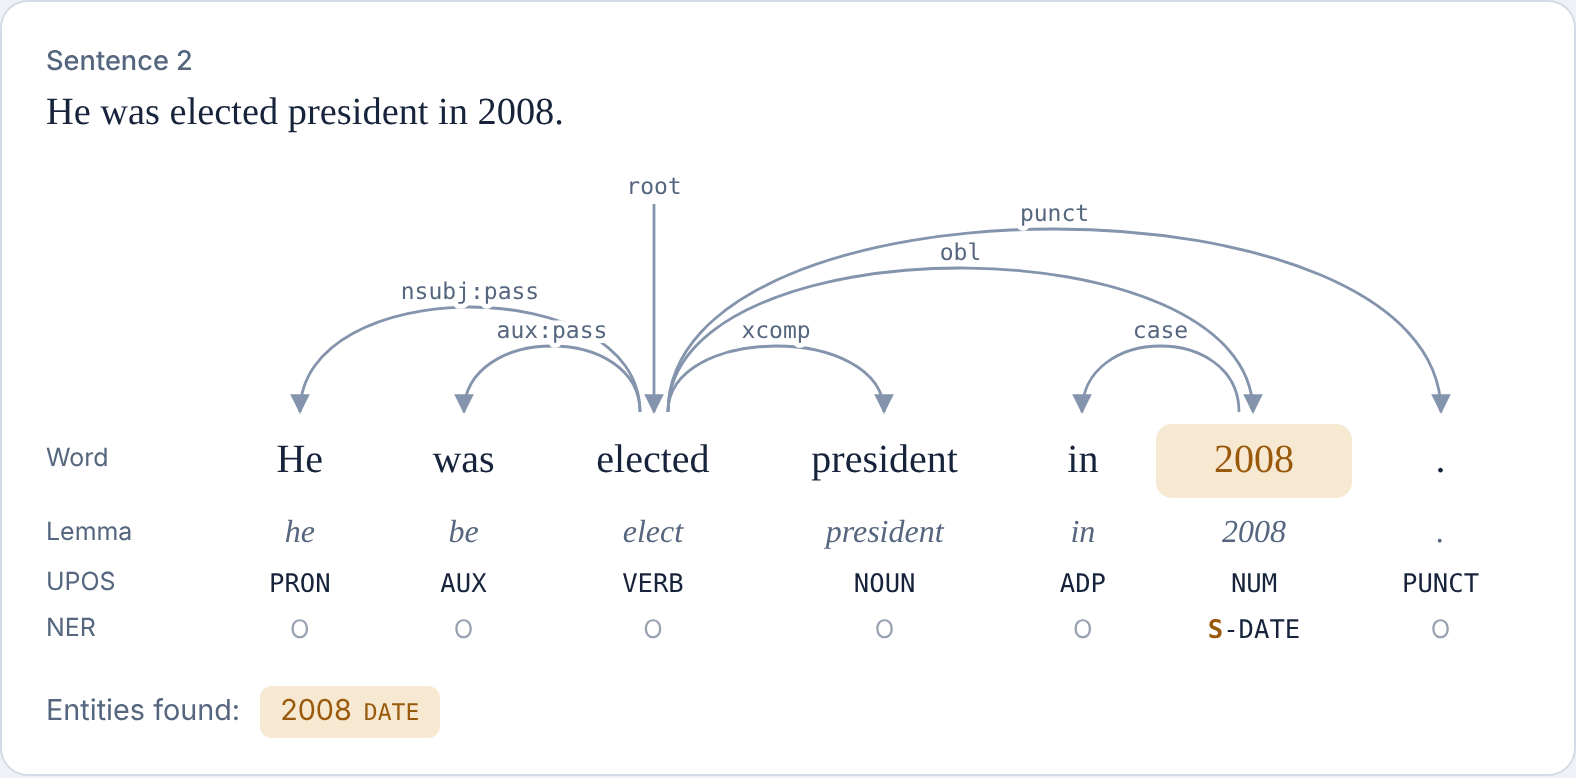 Sentence 2
He was elected president in 2008.
root
punct
obl
nsubj:pass
aux:pass xcomp case
Word He was elected president in 2008 .
Lemma he be elect president in 2008 .
UPOS PRON AUX VERB NOUN ADP NUM PUNCT
NER O O O O O S-DATE O
Entities found: 2008 DATE